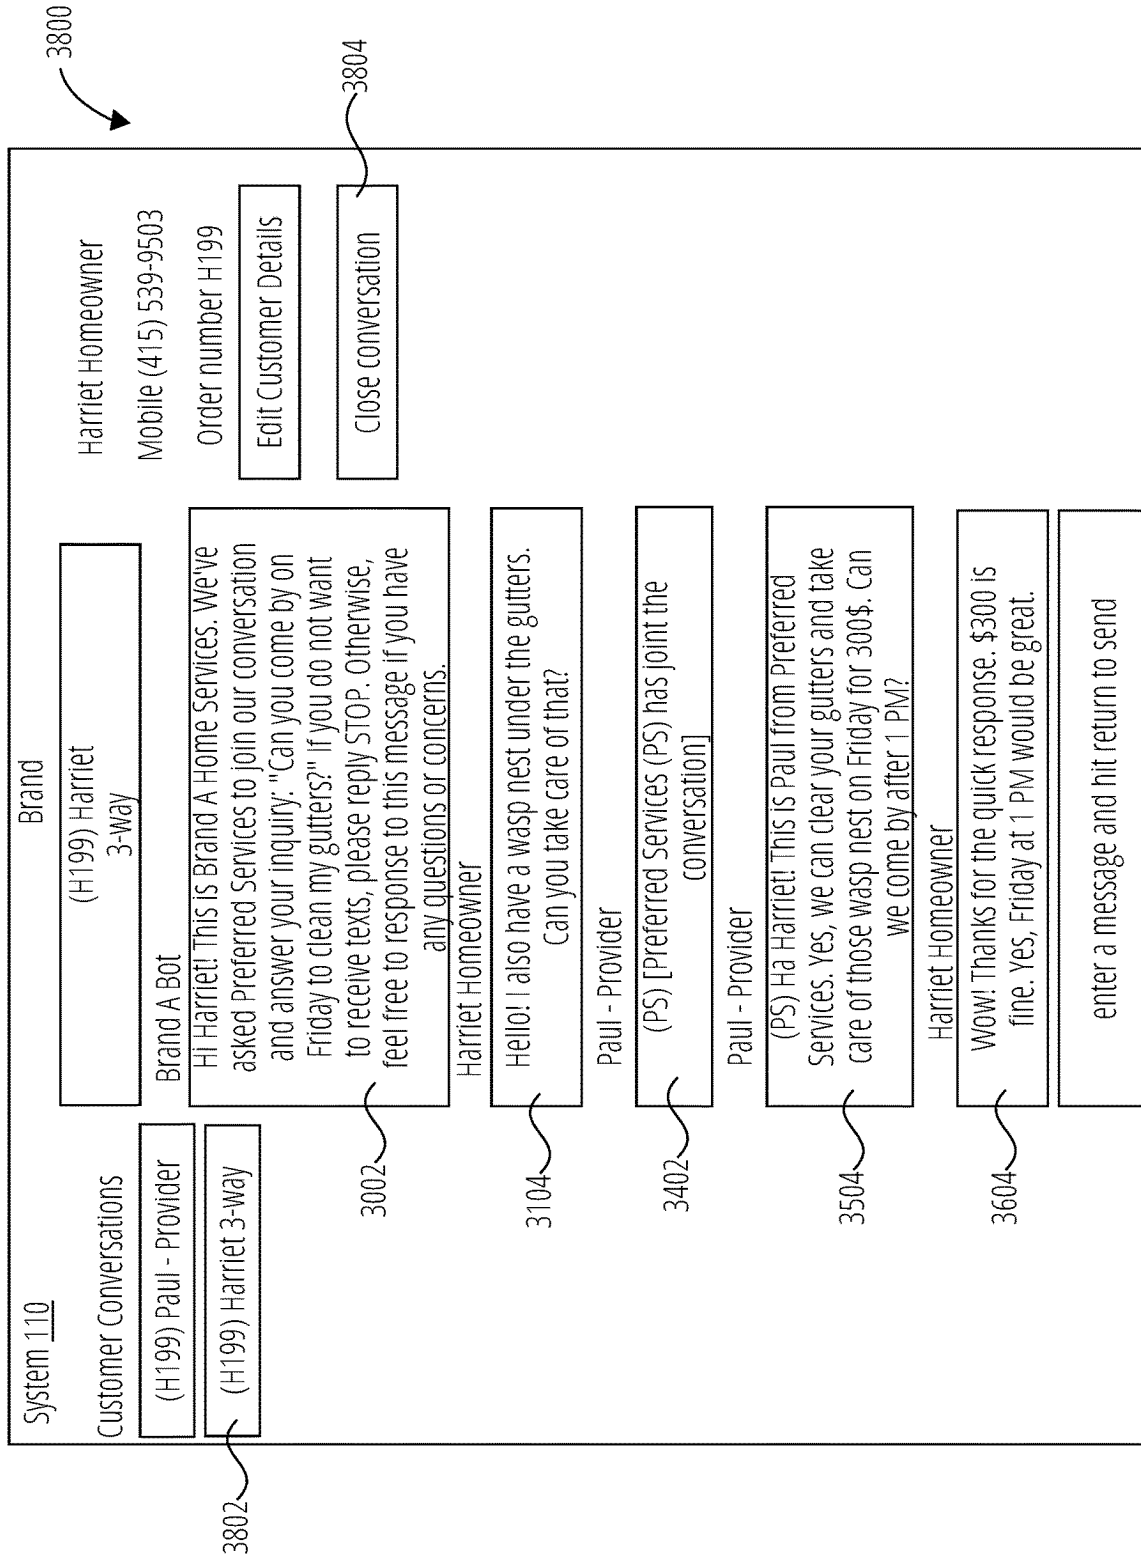 3800
System 110
Brand
Customer Conversations
(H199) Paul - Provider
(H199) Harriet 3-way
3802
(H199) Harriet
3-way
Brand A Bot
Hi Harriet! This is Brand A Home Services. We've
asked Preferred Services to join our conversation
and answer your inquiry: "Can you come by on
Friday to clean my gutters?" If you do not want
to receive texts, please reply STOP. Otherwise,
feel free to response to this message if you have
any questions or concerns.
3002
Harriet Homeowner
Hello! I also have a wasp nest under the gutters.
Can you take care of that?
3104
Paul - Provider
(PS) [Preferred Services (PS) has joint the
conversation]
3402
Paul - Provider
(PS) Ha Harriet! This is Paul from Preferred
Services. Yes, we can clear your gutters and take
care of those wasp nest on Friday for 300$. Can
we come by after 1 PM?
3504
Harriet Homeowner
Wow! Thanks for the quick response. $300 is
fine. Yes, Friday at 1 PM would be great.
3604
enter a message and hit return to send
Harriet Homeowner
Mobile (415) 539-9503
Order number H199
Edit Customer Details
Close conversation
3804